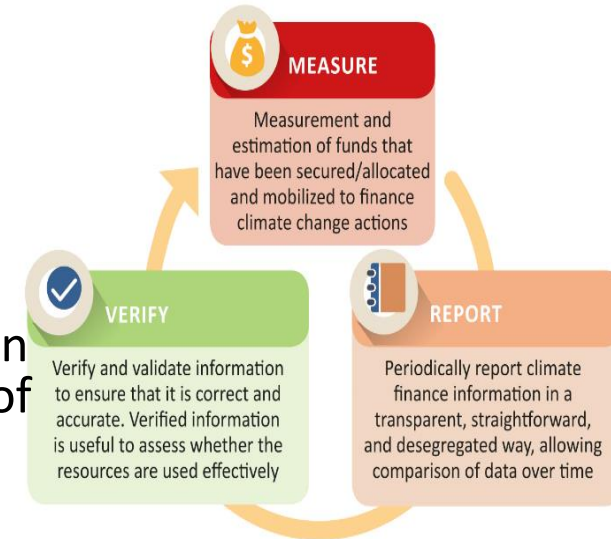 $
MEASURE
Measurement and
estimation of funds that
have been secured/allocated
and mobilized to finance
climate change actions
VERIFY
Verify and validate information
to ensure that it is correct and
accurate. Verified information
is useful to assess whether the
resources are used effectively
REPORT
Periodically report climate
finance information in a
transparent, straightforward,
and desegregated way, allowing
comparison of data over time
n
of